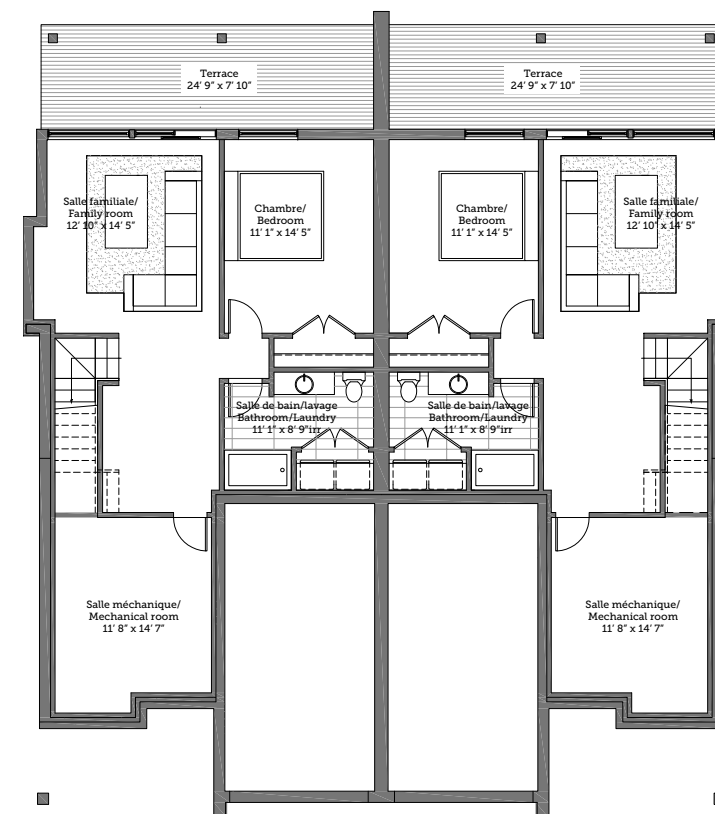 Terrace
24' 9" x 7' 10"
Terrace
24' 9" x 7' 10"
Salle familiale/
Family room
12' 10" x 14' 5"
Chambre/
Bedroom
11' 1" x 14' 5"
Chambre/
Bedroom
11' 1" x 14' 5"
Salle familiale/
Family room
12' 10" x 14' 5"
Salle de bain/lavage
Bathroom/Laundry
11' 1" x 8' 9"irr
Salle de bain/lavage
Bathroom/Laundry
11' 1" x 8' 9"irr
Salle méchanique/
Mechanical room
11' 8" x 14' 7"
Salle méchanique/
Mechanical room
11' 8" x 14' 7"